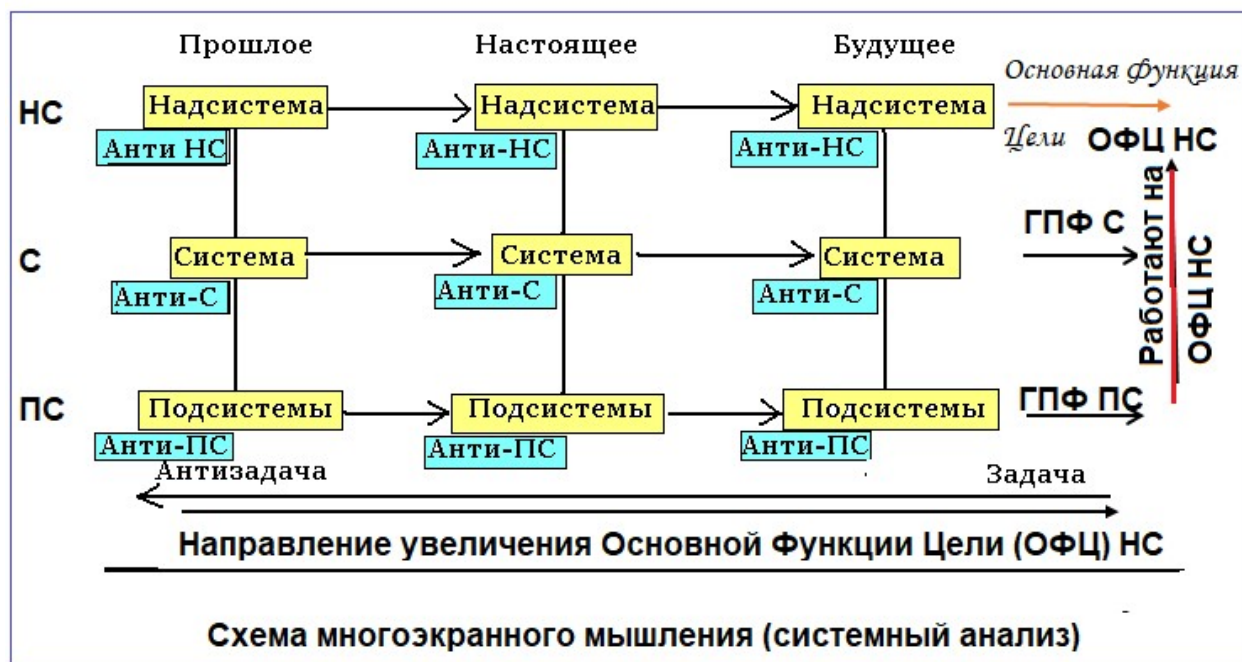 Прошлое Настоящее Будущее
НС Надсистема Надсистема Надсистема Основная Функция
Анти НС Анти-НС Анти-НС Цели ОФЦ НС
С Система Система Система ГПФ С
Анти-С Анти-С Анти-С
Работают на
ОФЦ НС
ПС Подсистемы Подсистемы Подсистемы ГПФ ПС
Анти-ПС Анти-ПС Анти-ПС
Антизадача Задача
Направление увеличения Основной Функции Цели (ОФЦ) НС
Схема многоэкранного мышления (системный анализ)